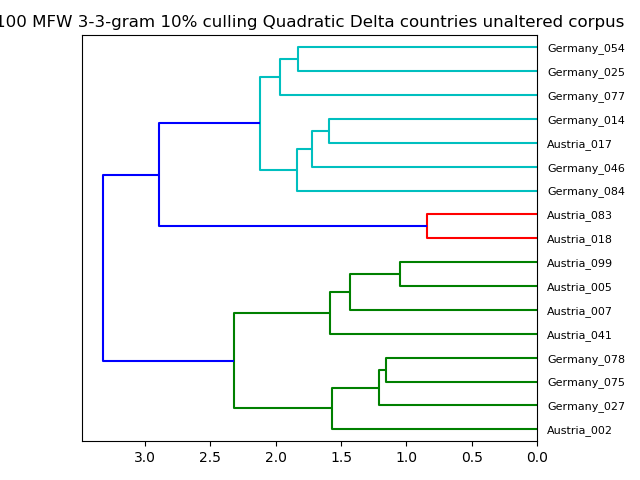 100 MFW 3-3-gram 10% culling Quadratic Delta countries unaltered corpus
Germany_054
Germany_025
Germany_077
Germany_014
Austria_017
Germany_046
Germany_084
Austria_083
Austria_018
Austria_099
Austria_005
Austria_007
Austria_041
Germany_078
Germany_075
Germany_027
Austria_002
3.0 2.5 2.0 1.5 1.0 0.5 0.0